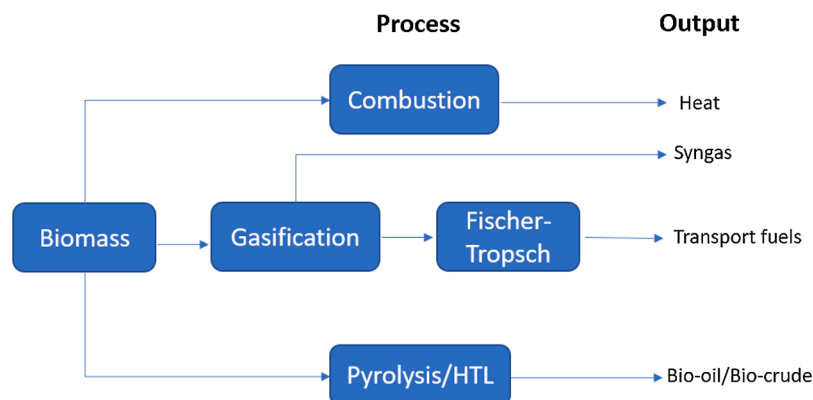 Process Output
Combustion Heat
Syngas
Biomass Gasification Fischer-
Tropsch Transport fuels
Pyrolysis/HTL Bio-oil/Bio-crude